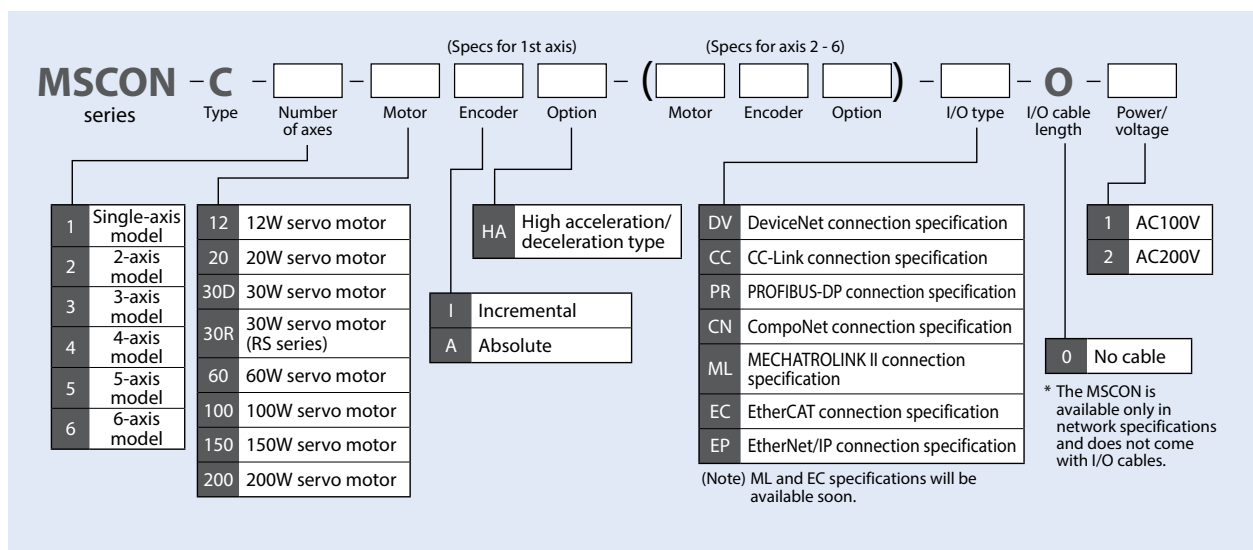 (Specs for 1st axis) (Specs for axis 2 - 6)
MSCON - C - - - ( ) - - O -
series Type Number of axes Motor Encoder Option Motor Encoder Option I/O type I/O cable length Power/voltage
1 Single-axis model
2 2-axis model
3 3-axis model
4 4-axis model
5 5-axis model
6 6-axis model
12 12W servo motor
20 20W servo motor
30D 30W servo motor
30R 30W servo motor
(RS series)
60 60W servo motor
100 100W servo motor
150 150W servo motor
200 200W servo motor
I Incremental
A Absolute
HA High acceleration/
deceleration type
DV DeviceNet connection specification
CC CC-Link connection specification
PR PROFIBUS-DP connection specification
CN CompoNet connection specification
ML MECHATROLINK II connection
specification
EC EtherCAT connection specification
EP EtherNet/IP connection specification
(Note) ML and EC specifications will be
available soon.
0 No cable
* The MSCON is
available only in
network specifications
and does not come
with I/O cables.
1 AC100V
2 AC200V